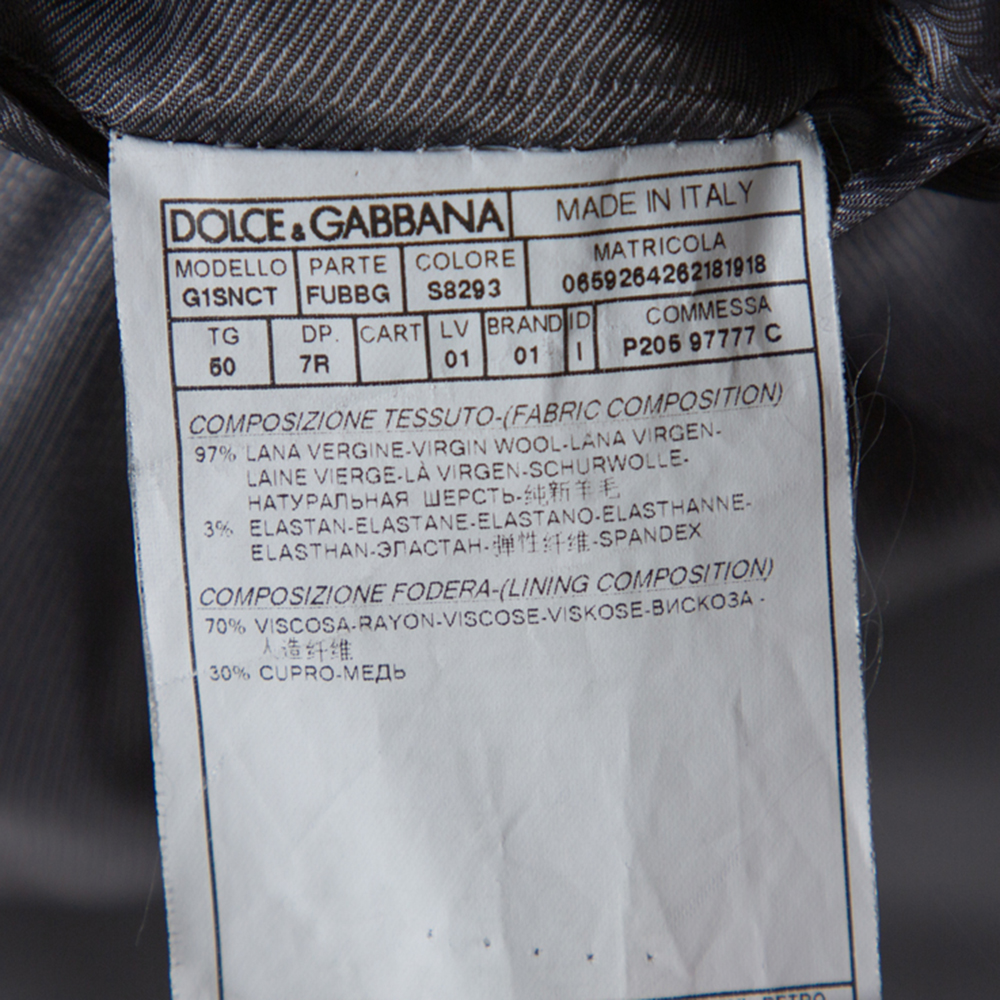 DOLCE&GABBANA MADE IN ITALY
MODELLO PARTE COLORE MATRICOLA
G1SNCT FUBBG S8293 0659264262181918
TG DP. CART LV BRAND ID COMMESSA
50 7R 01 01 I P205 97777 C
COMPOSIZIONE TESSUTO-(FABRIC COMPOSITION)
97% LANA VERGINE-VIRGIN WOOL-LANA VIRGEN-
LAINE VIERGE-LÀ VIRGEN-SCHURWOLLE-
НАТУРАЛЬНАЯ ШЕРСТЬ-纯新羊毛
3% ELASTAN-ELASTANE-ELASTANO-ELASTHANNE-
ELASTHAN-ЭЛАСТАН-弹性纤维-SPANDEX
COMPOSIZIONE FODERA-(LINING COMPOSITION)
70% VISCOSA-RAYON-VISCOSE-VISKOSE-ВИСКОЗА-
人造纤维
30% CUPRO-МЕДЬ